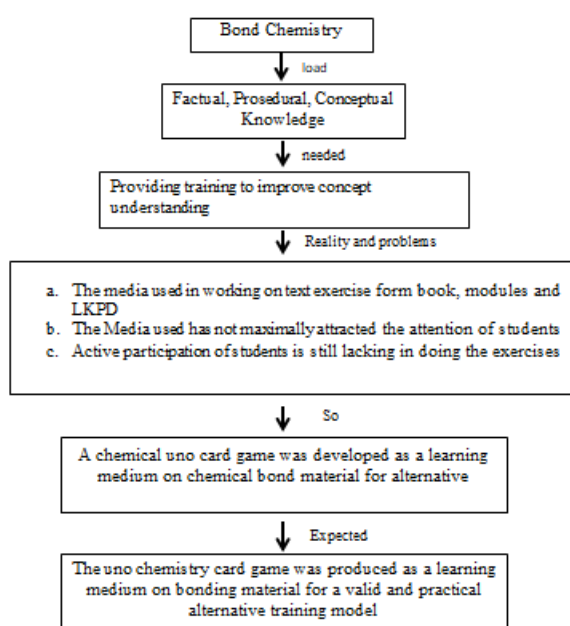 Bond Chemistry
load
Factual, Prosedural, Conceptual
Knowledge
needed
Providing training to improve concept
understanding
Reality and problems
a. The media used in working on text exercise form book, modules and
LKPD
b. The Media used has not maximally attracted the attention of students
c. Active participation of students is still lacking in doing the exercises
So
A chemical uno card game was developed as a learning
medium on chemical bond material for alternative
Expected
The uno chemistry card game was produced as a learning
medium on bonding material for a valid and practical
alternative training model